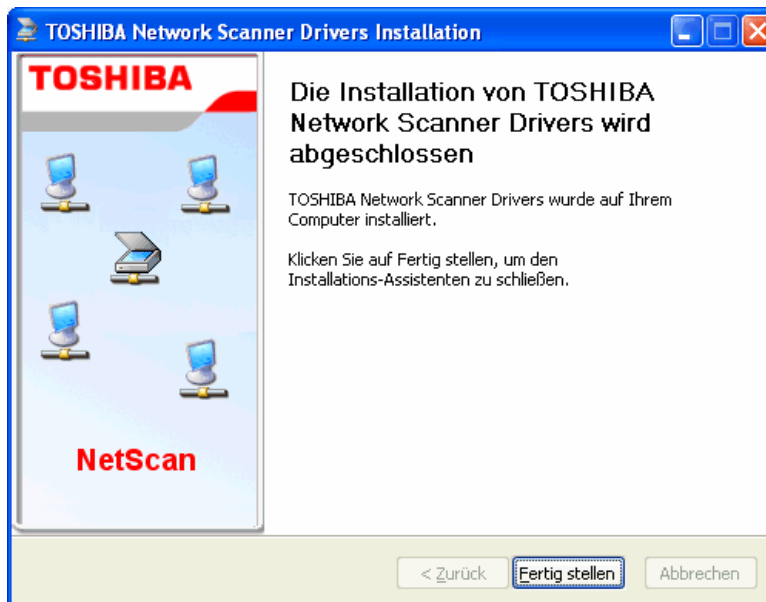 TOSHIBA Network Scanner Drivers Installation
TOSHIBA
Die Installation von TOSHIBA
Network Scanner Drivers wird
abgeschlossen
TOSHIBA Network Scanner Drivers wurde auf Ihrem
Computer installiert.
Klicken Sie auf Fertig stellen, um den
Installations-Assistenten zu schließen.
NetScan
< Zurück
Fertig stellen
Abbrechen